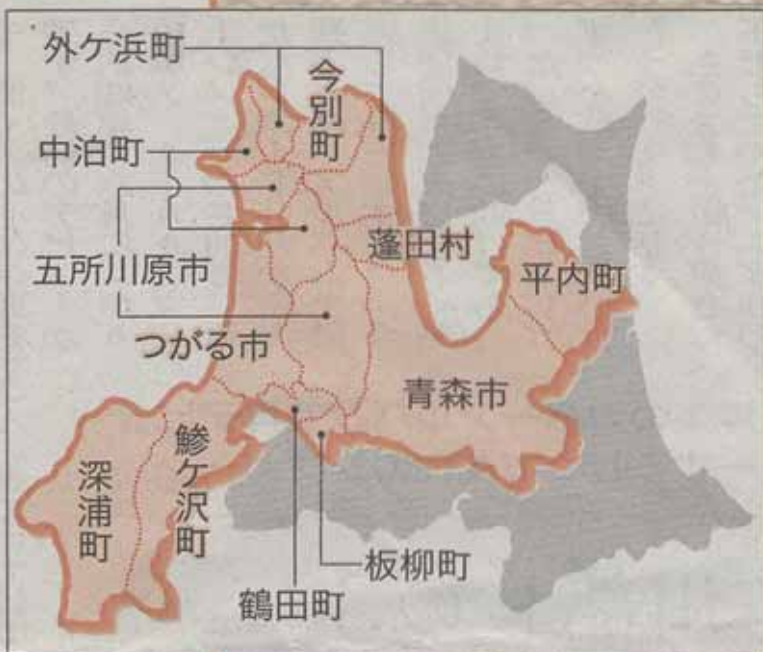 外ケ浜町
今別町
中泊町
蓬田村
平内町
五所川原市
つがる市
青森市
鰺ケ沢町
深浦町
板柳町
鶴田町